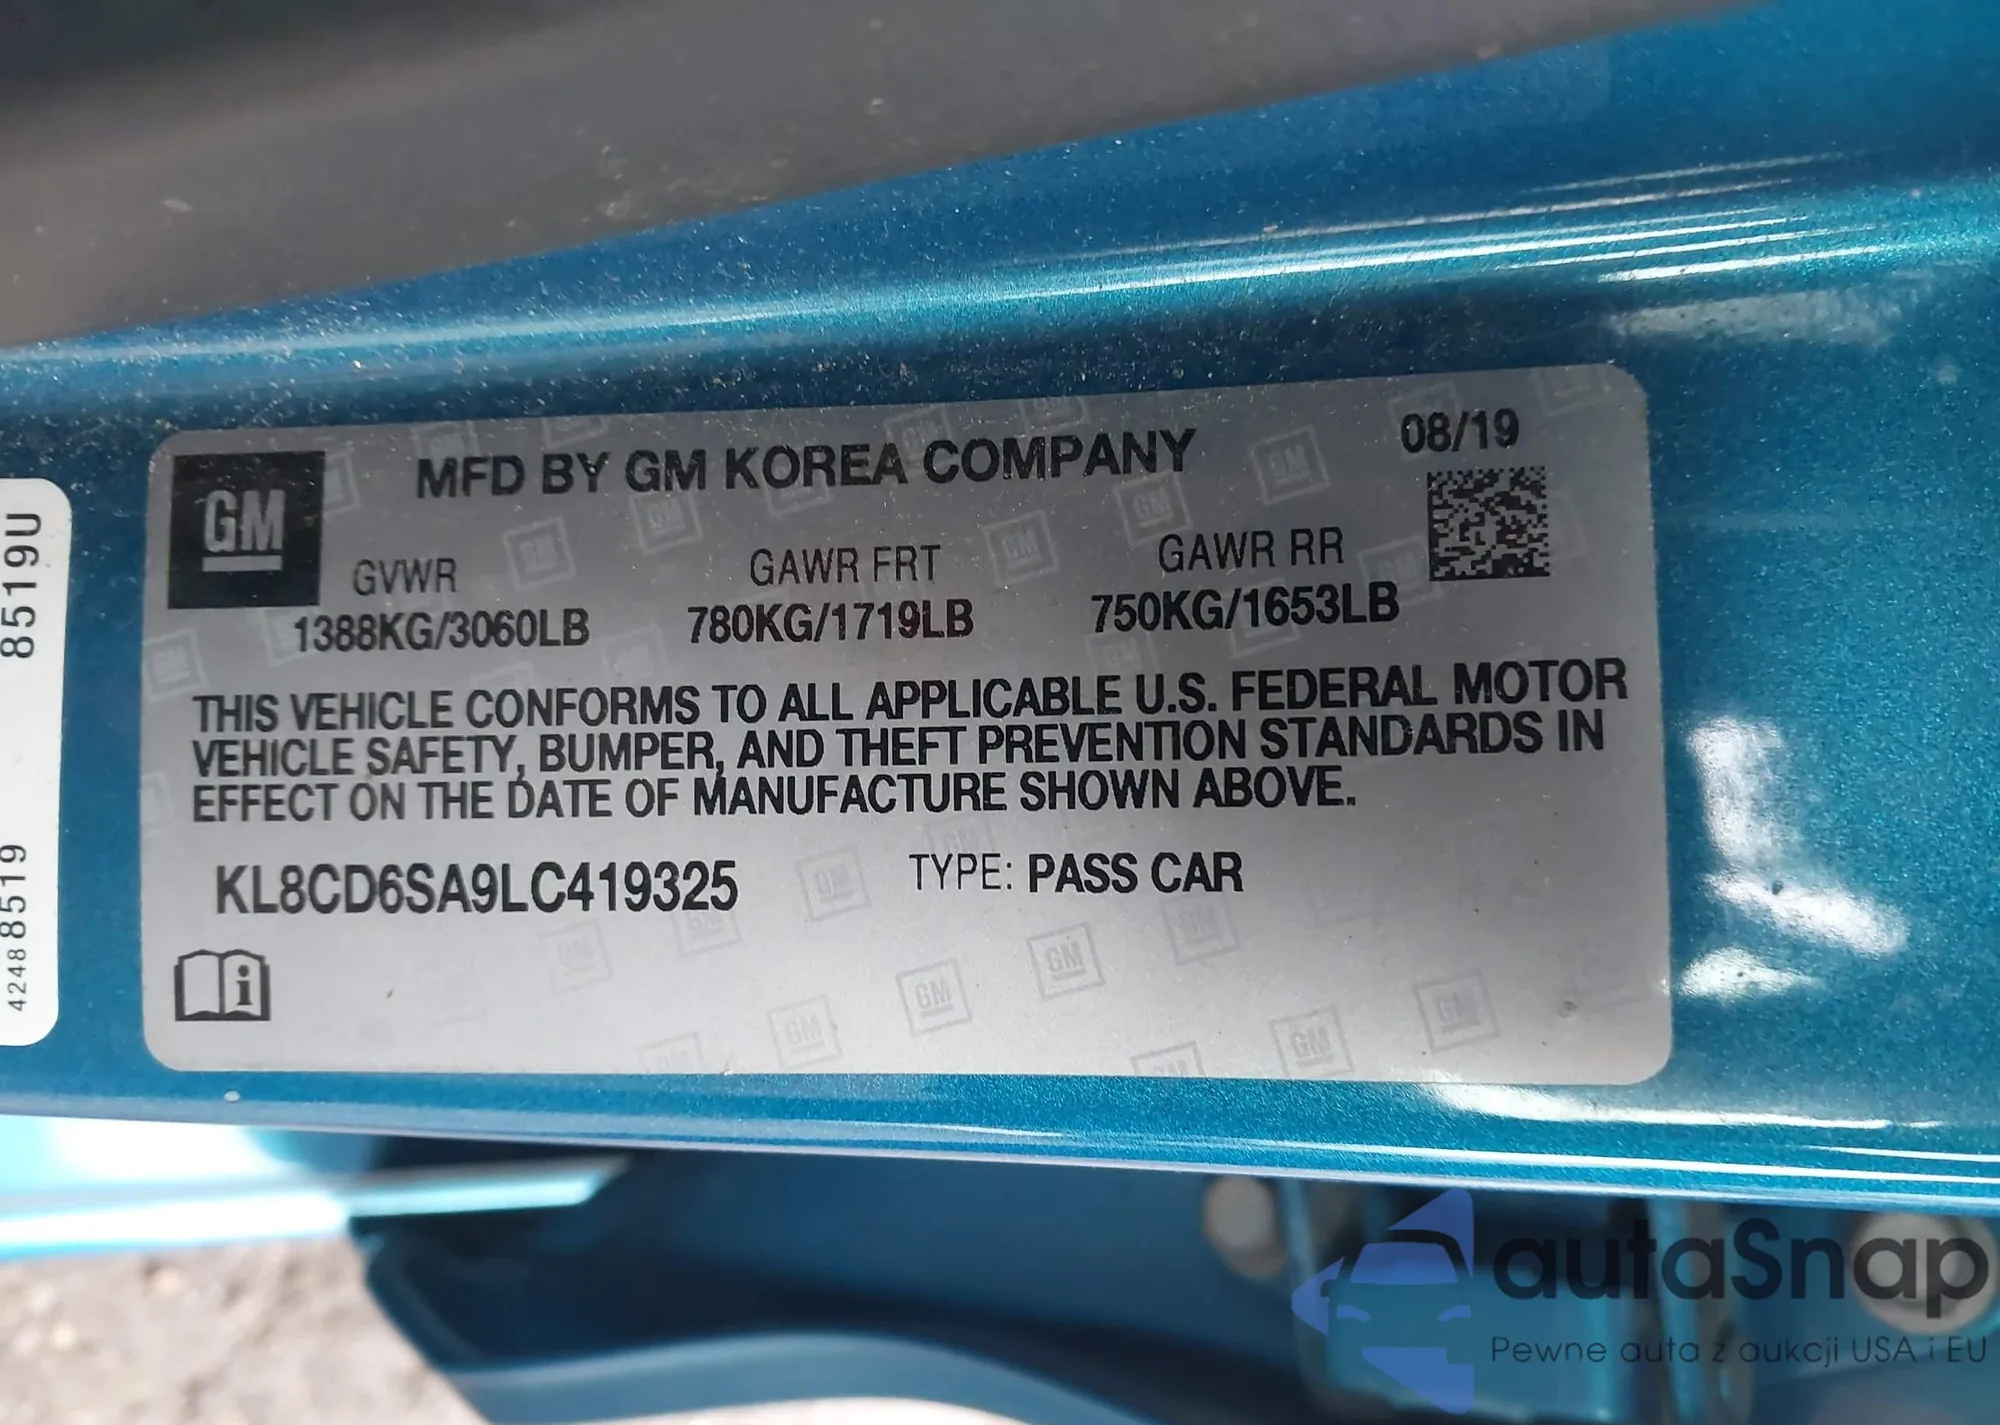 MFD BY GM KOREA COMPANY
08/19
GM
GVWR
GAWR FRT
GAWR RR
1388KG/3060LB
780KG/1719LB
750KG/1653LB
THIS VEHICLE CONFORMS TO ALL APPLICABLE U.S. FEDERAL MOTOR
VEHICLE SAFETY, BUMPER, AND THEFT PREVENTION STANDARDS IN
EFFECT ON THE DATE OF MANUFACTURE SHOWN ABOVE.
KL8CD6SA9LC419325
TYPE: PASS CAR
42488519
8519U
autaSnap
Pewne auta z aukcji USA i EU